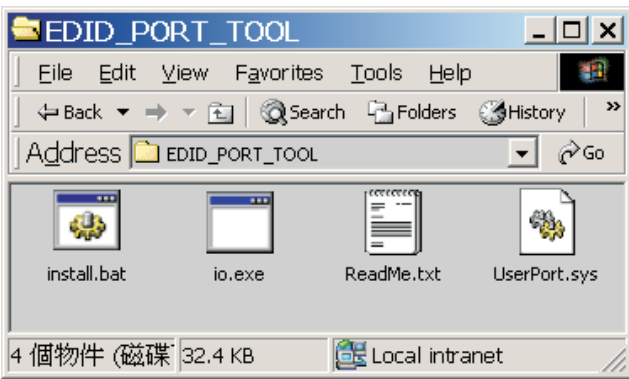 EDID_PORT_TOOL
File Edit View Favorites Tools Help
Back Search Folders History »
Address EDID_PORT_TOOL Go
install.bat io.exe ReadMe.txt UserPort.sys
4 個物件 (磁碟 32.4 KB Local intranet